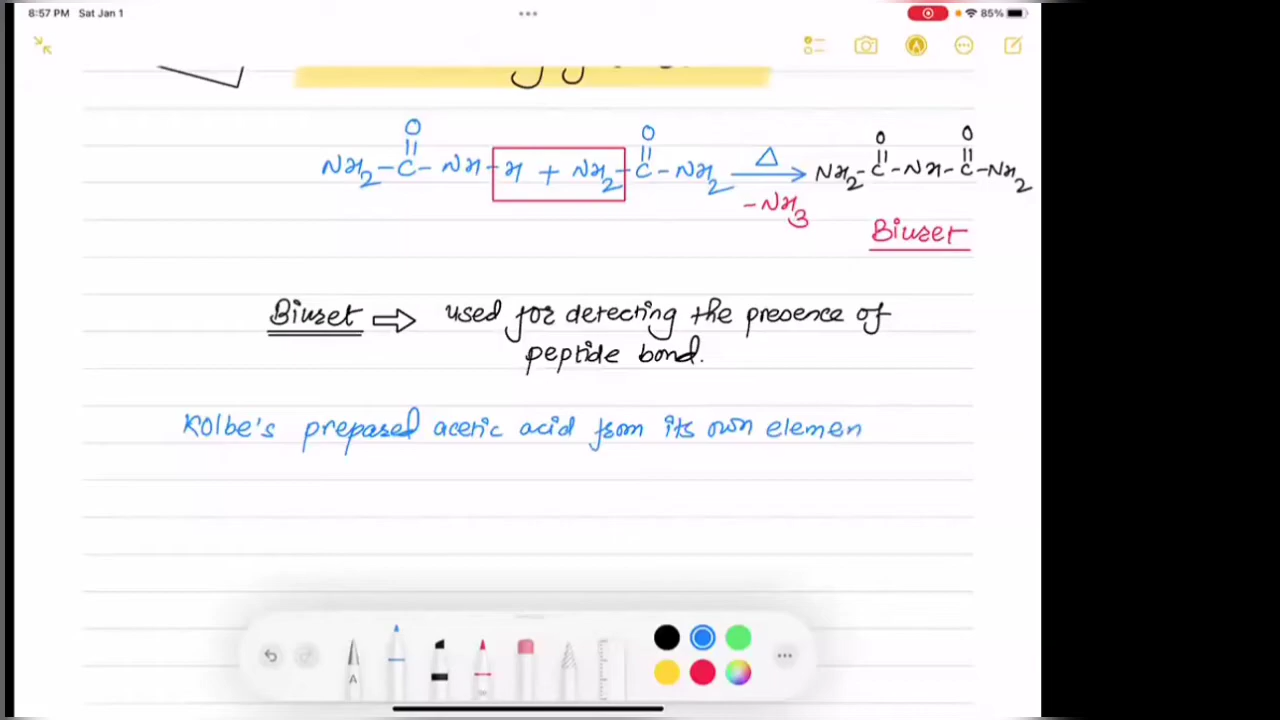 8:57 PM Sat Jan 1
85%
O O O O
NH2-C-NH-H + NH2-C-NH2 Δ NH2-C-NH-C-NH2
-NH3
Biuret
Biuret ⇒ used for detecting the presence of
peptide bond.
Kolbe's prepared acetic acid from its own elemen
A